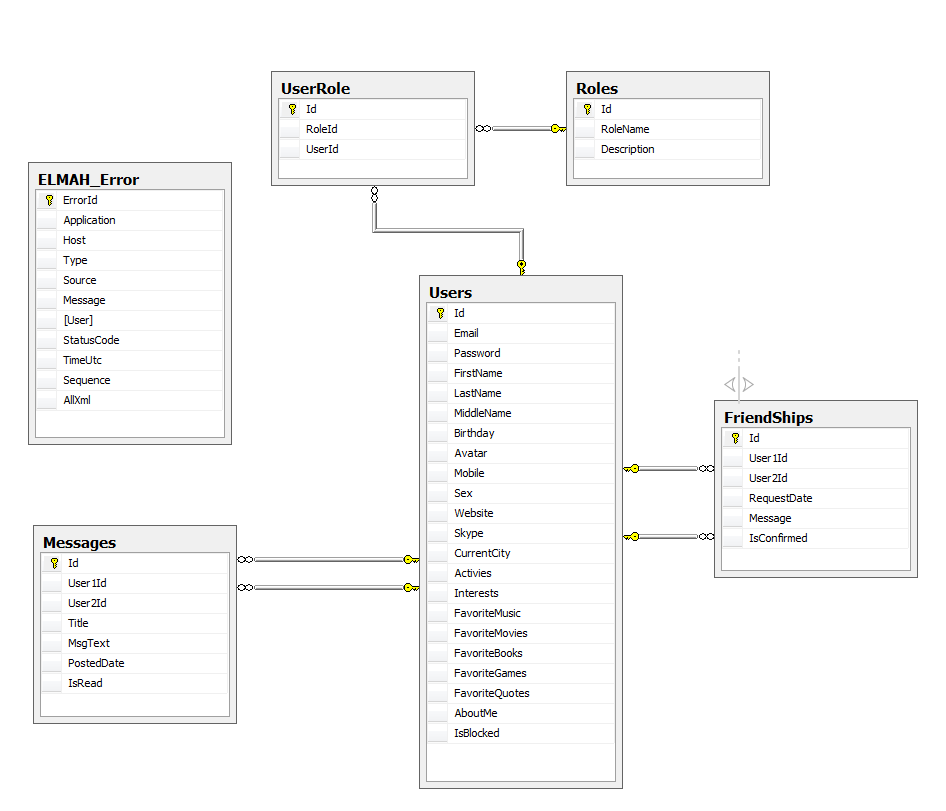 UserRole
Id
RoleId
UserId
Roles
Id
RoleName
Description
ELMAH_Error
ErrorId
Application
Host
Type
Source
Message
[User]
StatusCode
TimeUtc
Sequence
AllXml
Users
Id
Email
Password
FirstName
LastName
MiddleName
Birthday
Avatar
Mobile
Sex
Website
Skype
CurrentCity
Activies
Interests
FavoriteMusic
FavoriteMovies
FavoriteBooks
FavoriteGames
FavoriteQuotes
AboutMe
IsBlocked
FriendShips
Id
User1Id
User2Id
RequestDate
Message
IsConfirmed
Messages
Id
User1Id
User2Id
Title
MsgText
PostedDate
IsRead